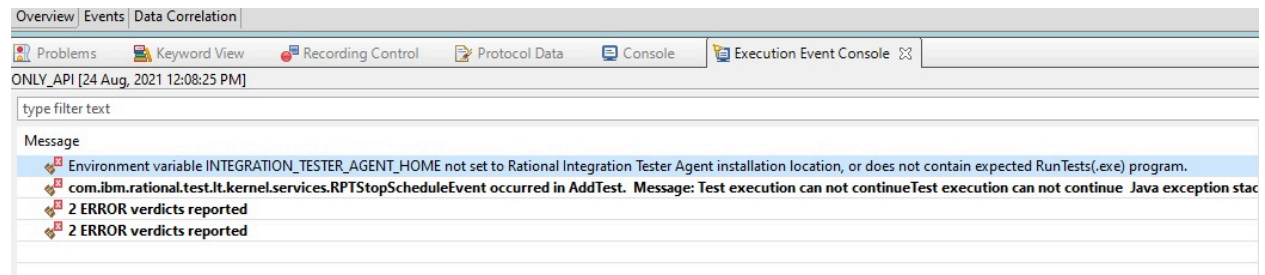 Overview Events Data Correlation
Problems Keyword View Recording Control Protocol Data Console Execution Event Console
ONLY_API [24 Aug, 2021 12:08:25 PM]
type filter text
Message
Environment variable INTEGRATION_TESTER_AGENT_HOME not set to Rational Integration Tester Agent installation location, or does not contain expected RunTests(.exe) program.
com.ibm.rational.test.lt.kernel.services.RPTStopScheduleEvent occurred in AddTest. Message: Test execution can not continueTest execution can not continue Java exception stac
2 ERROR verdicts reported
2 ERROR verdicts reported